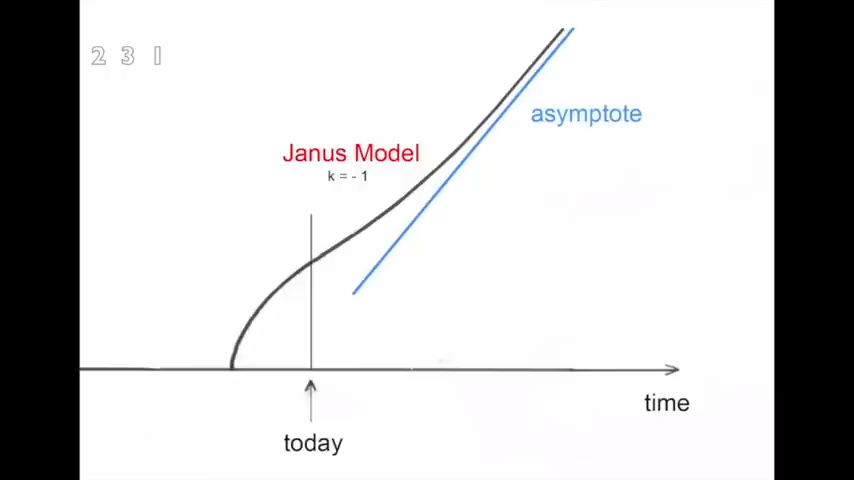 2 3 1
asymptote
Janus Model
k = - 1
time
today